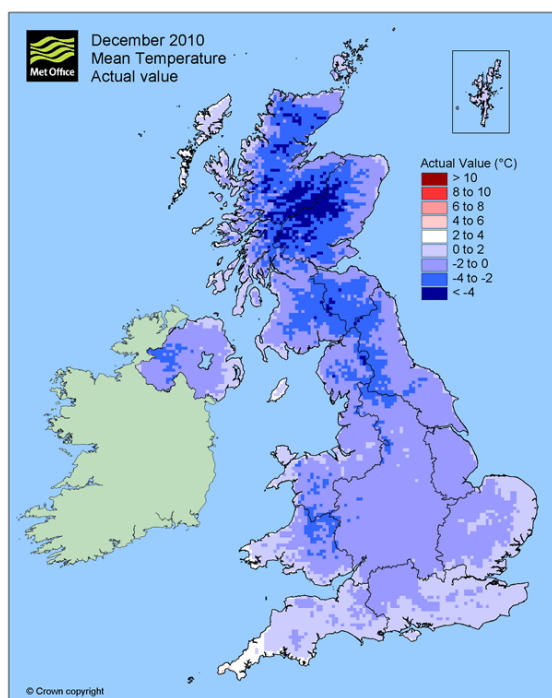 Met Office
December 2010
Mean Temperature
Actual value
Actual Value (°C)
> 10
8 to 10
6 to 8
4 to 6
2 to 4
0 to 2
-2 to 0
-4 to -2
< -4
© Crown copyright